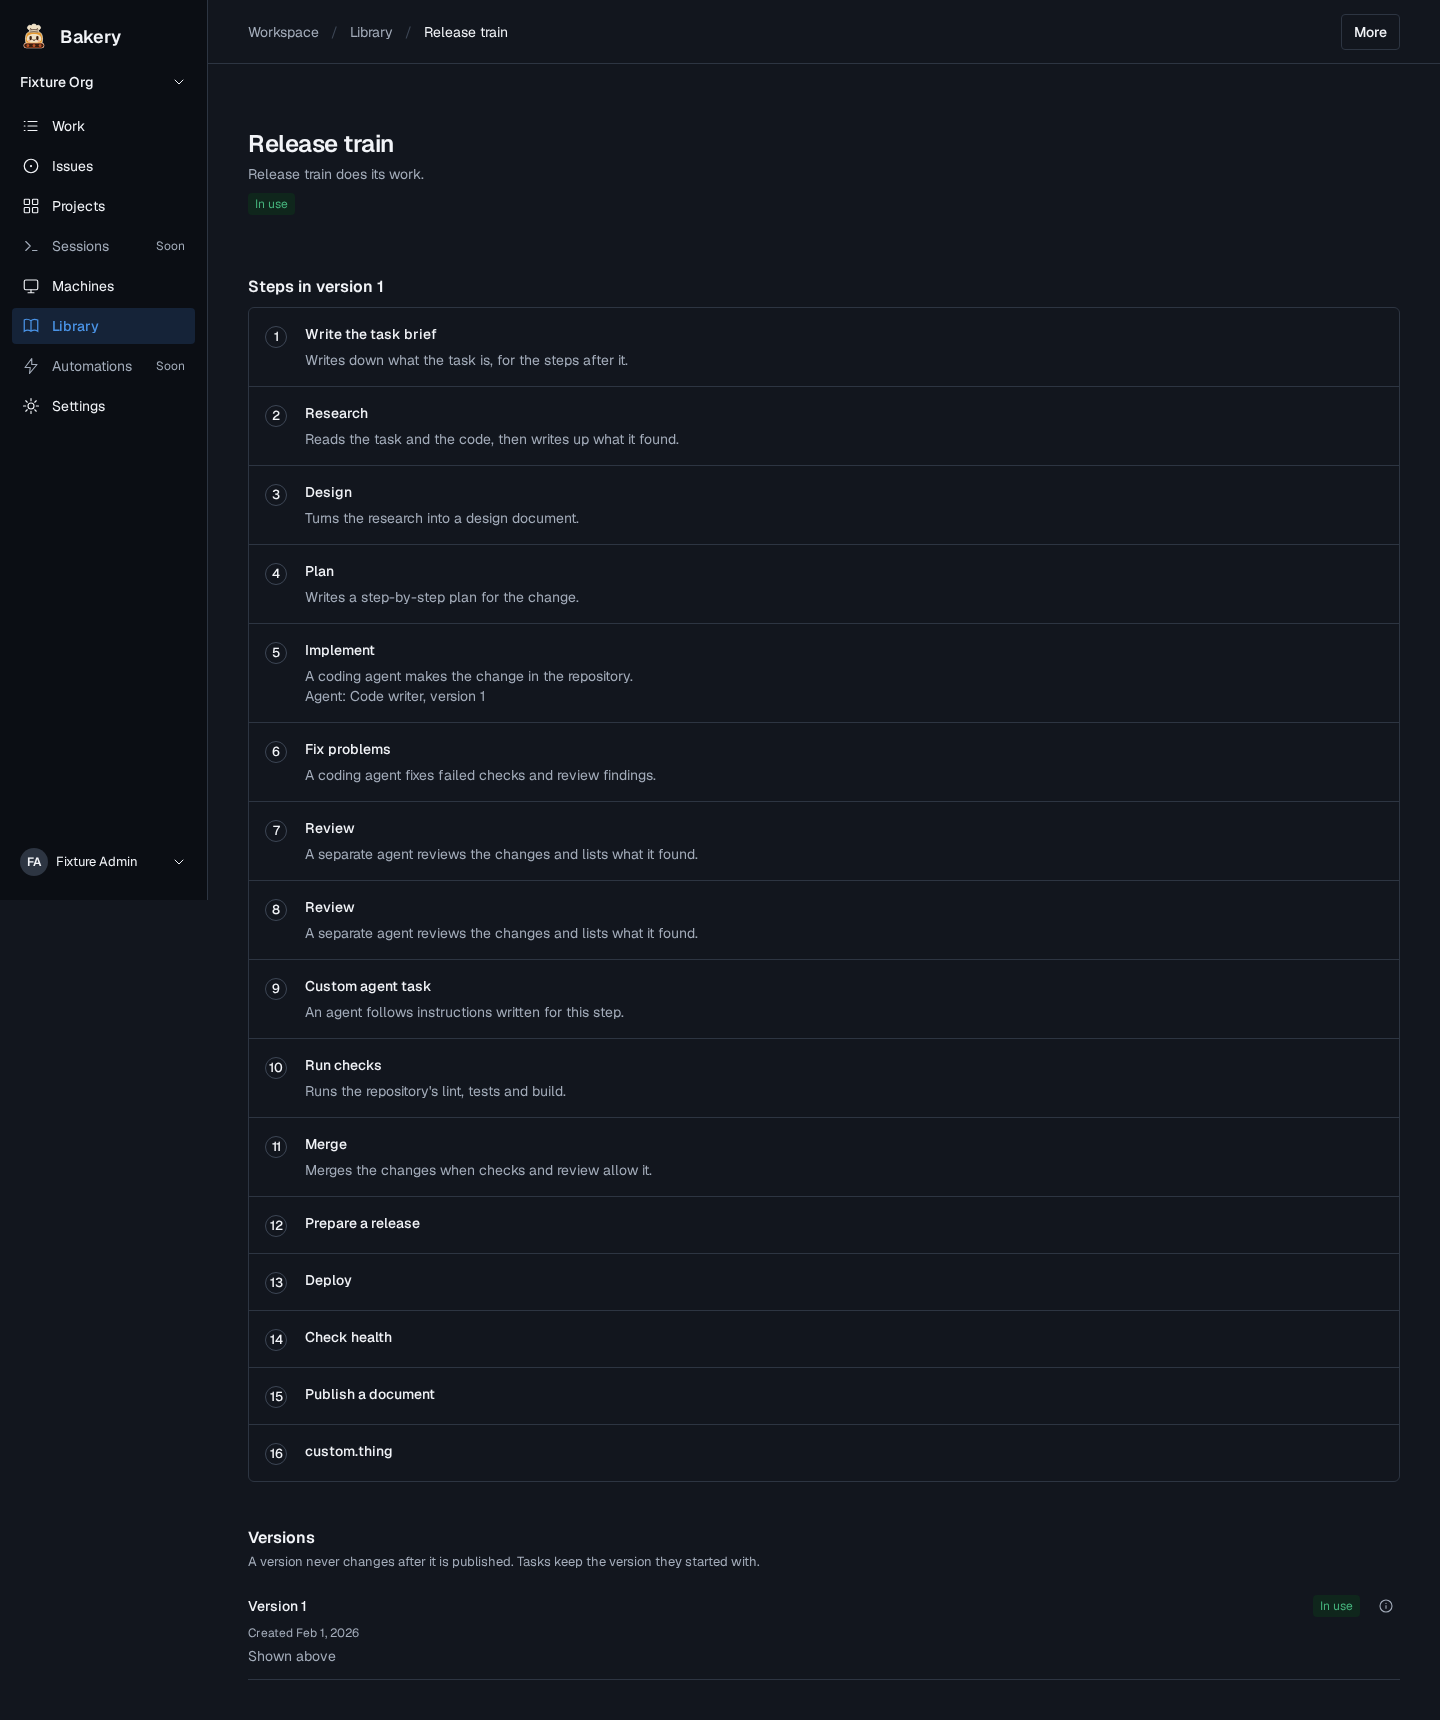 Bakery
Workspace / Library / Release train
More
Fixture Org
Work
Issues
Projects
Sessions Soon
Machines
Library
Automations Soon
Settings
FA Fixture Admin
Release train
Release train does its work.
In use
Steps in version 1
1 Write the task brief
Writes down what the task is, for the steps after it.
2 Research
Reads the task and the code, then writes up what it found.
3 Design
Turns the research into a design document.
4 Plan
Writes a step-by-step plan for the change.
5 Implement
A coding agent makes the change in the repository.
Agent: Code writer, version 1
6 Fix problems
A coding agent fixes failed checks and review findings.
7 Review
A separate agent reviews the changes and lists what it found.
8 Review
A separate agent reviews the changes and lists what it found.
9 Custom agent task
An agent follows instructions written for this step.
10 Run checks
Runs the repository's lint, tests and build.
11 Merge
Merges the changes when checks and review allow it.
12 Prepare a release
13 Deploy
14 Check health
15 Publish a document
16 custom.thing
Versions
A version never changes after it is published. Tasks keep the version they started with.
Version 1 In use
Created Feb 1, 2026
Shown above